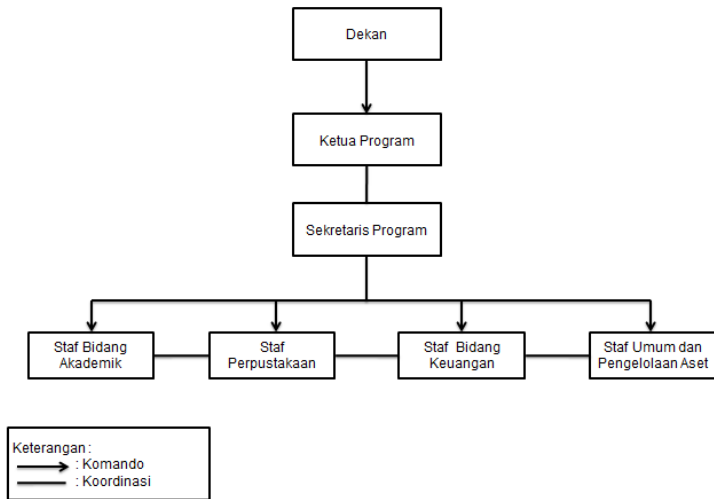 Dekan
Ketua Program
Sekretaris Program
Staf Bidang
Akademik
Staf
Perpustakaan
Staf Bidang
Keuangan
Staf Umum dan
Pengelolaan Aset
Keterangan :
: Komando
: Koordinasi